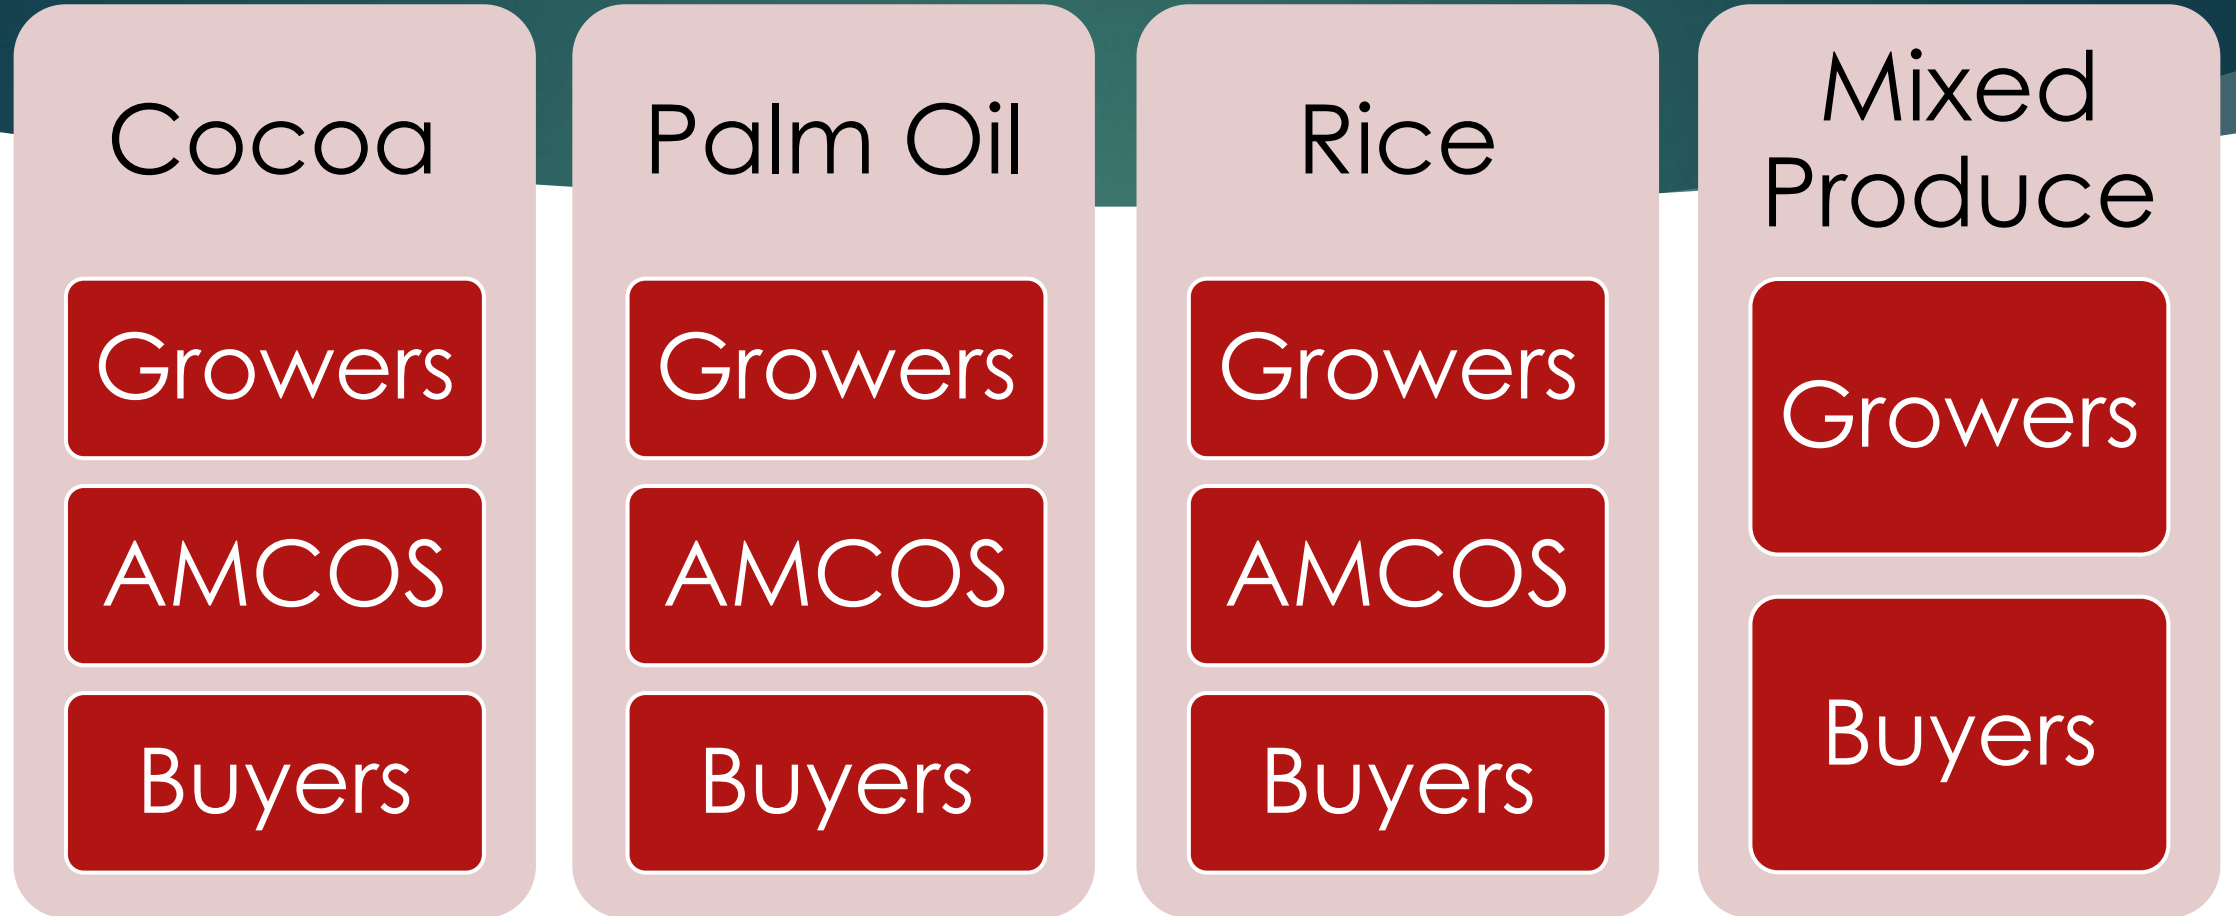 Cocoa
Growers
AMCOS
Buyers
Palm Oil
Growers
AMCOS
Buyers
Rice
Growers
AMCOS
Buyers
Mixed
Produce
Growers
Buyers